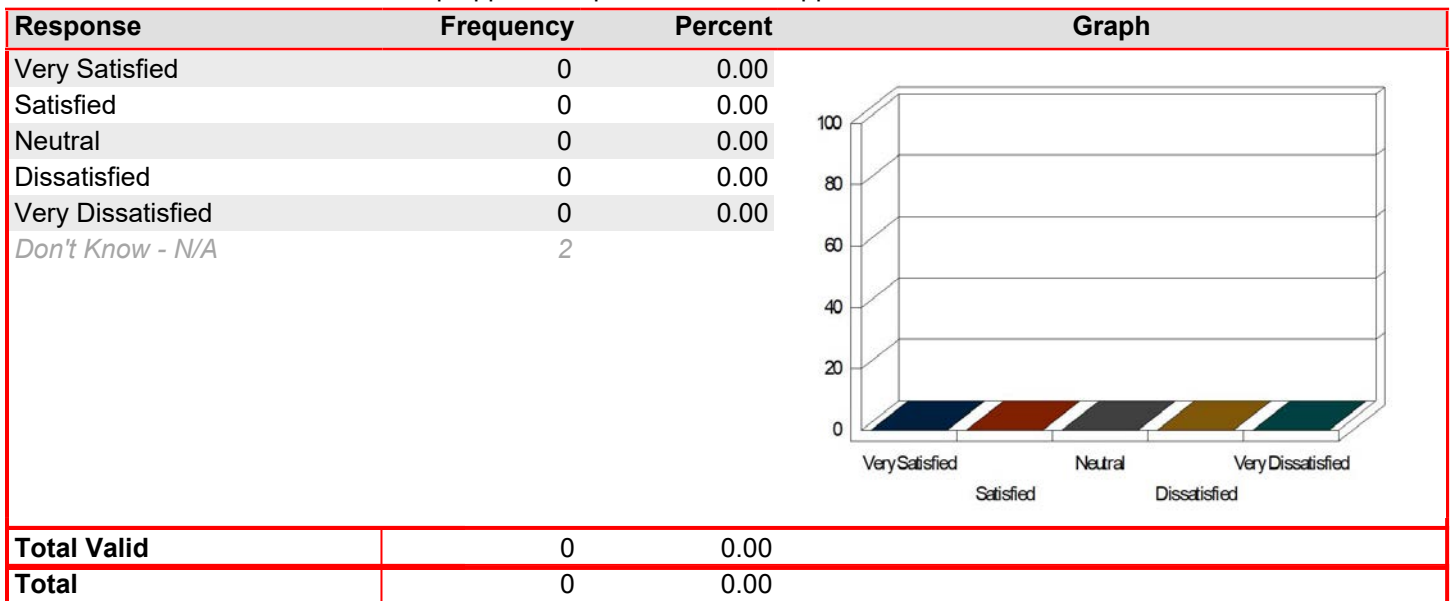 Response Frequency Percent Graph
Very Satisfied 0 0.00
Satisfied 0 0.00
Neutral 0 0.00
Dissatisfied 0 0.00
Very Dissatisfied 0 0.00
Don't Know - N/A 2
100
80
60
40
20
0
Very Satisfied Neutral Very Dissatisfied
Satisfied Dissatisfied
Total Valid 0 0.00
Total 0 0.00